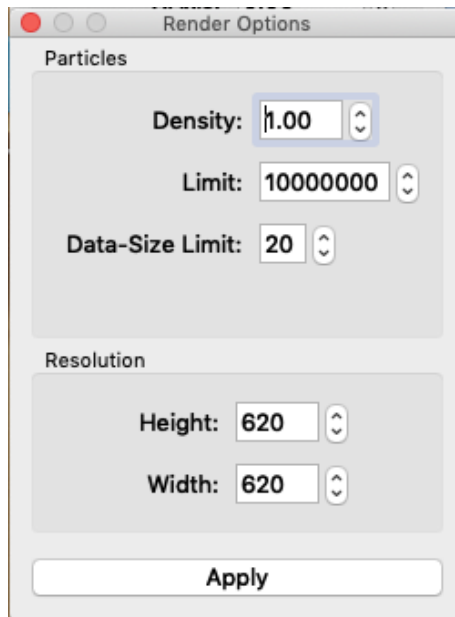 Render Options
Particles
Density: 1.00
Limit: 10000000
Data-Size Limit: 20
Resolution
Height: 620
Width: 620
Apply